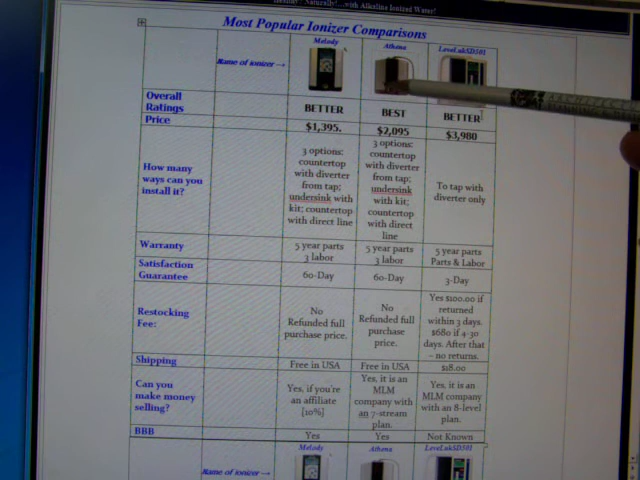 Naturally!...with Alkaline Ionized Water!
Most Popular Ionizer Comparisons
Name of ionizer → Melody Athena LeveLukSD501
Overall Ratings BETTER BEST BETTER
Price $1,395. $2,095 $3,980
How many ways can you install it?
3 options: countertop with diverter from tap; undersink with kit; countertop with direct line
3 options: countertop with diverter from tap; undersink with kit; countertop with direct line
To tap with diverter only
Warranty
5 year parts 3 labor
5 year parts 3 labor
5 year parts Parts & Labor
Satisfaction Guarantee 60-Day 60-Day 3-Day
Restocking Fee:
No Refunded full purchase price.
No Refunded full purchase price.
Yes $100.00 if returned within 3 days. $680 if 4-30 days. After that – no returns.
Shipping Free in USA Free in USA $18.00
Can you make money selling?
Yes, if you're an affiliate [10%]
Yes, it is an MLM company with an 7-stream plan.
Yes, it is an MLM company with an 8-level plan.
BBB Yes Yes Not Known
Name of ionizer → Melody Athena LeveLukSD501